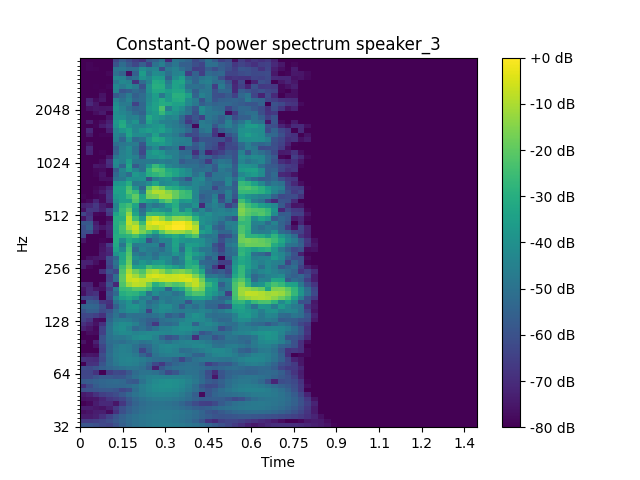 Constant-Q power spectrum speaker_3
Hz
2048
1024
512
256
128
64
32
0 0.15 0.3 0.45 0.6 0.75 0.9 1.1 1.2 1.4
Time
+0 dB
-10 dB
-20 dB
-30 dB
-40 dB
-50 dB
-60 dB
-70 dB
-80 dB